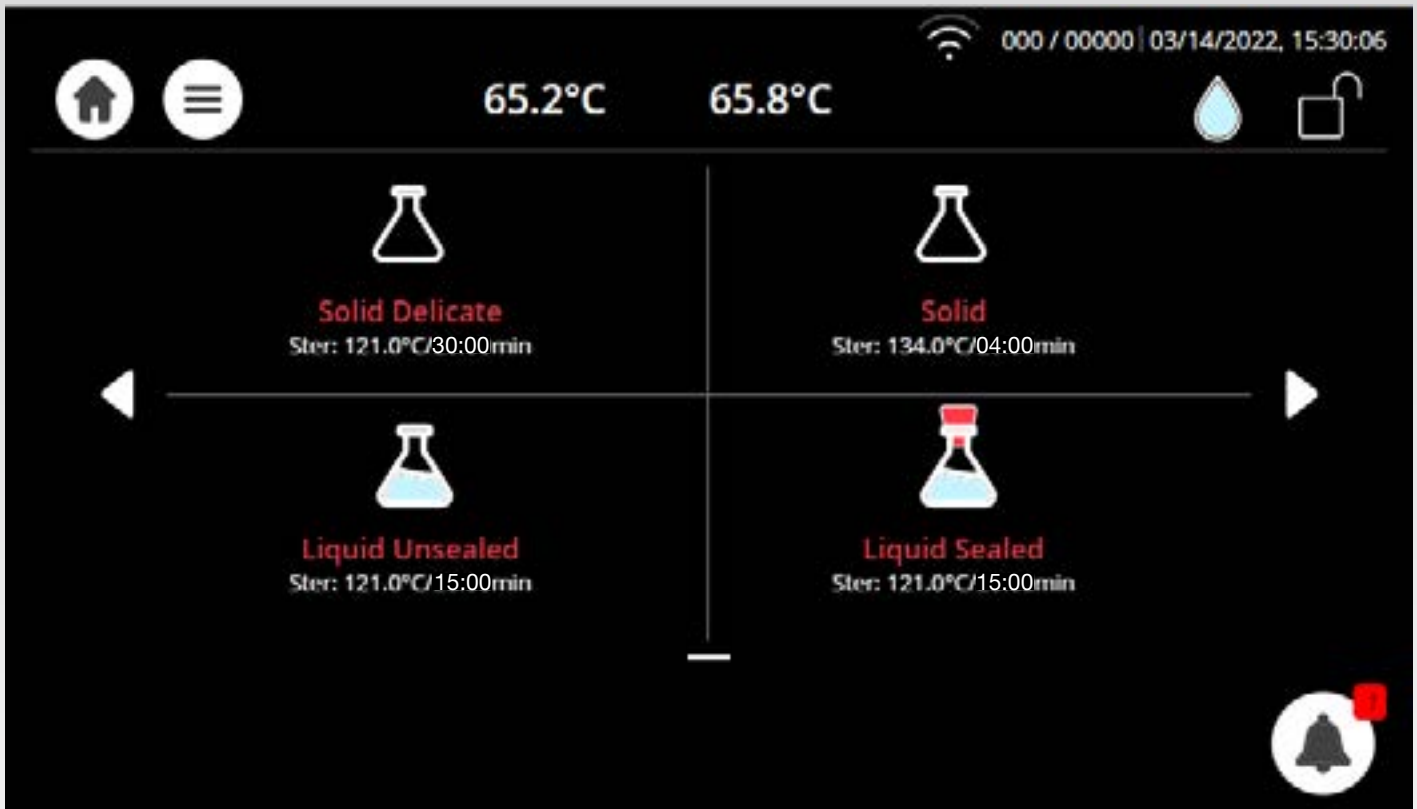 000 / 00000 | 03/14/2022, 15:30:06
65.2°C 65.8°C
Solid Delicate
Ster: 121.0°C/30:00min
Solid
Ster: 134.0°C/04:00min
Liquid Unsealed
Ster: 121.0°C/15:00min
Liquid Sealed
Ster: 121.0°C/15:00min